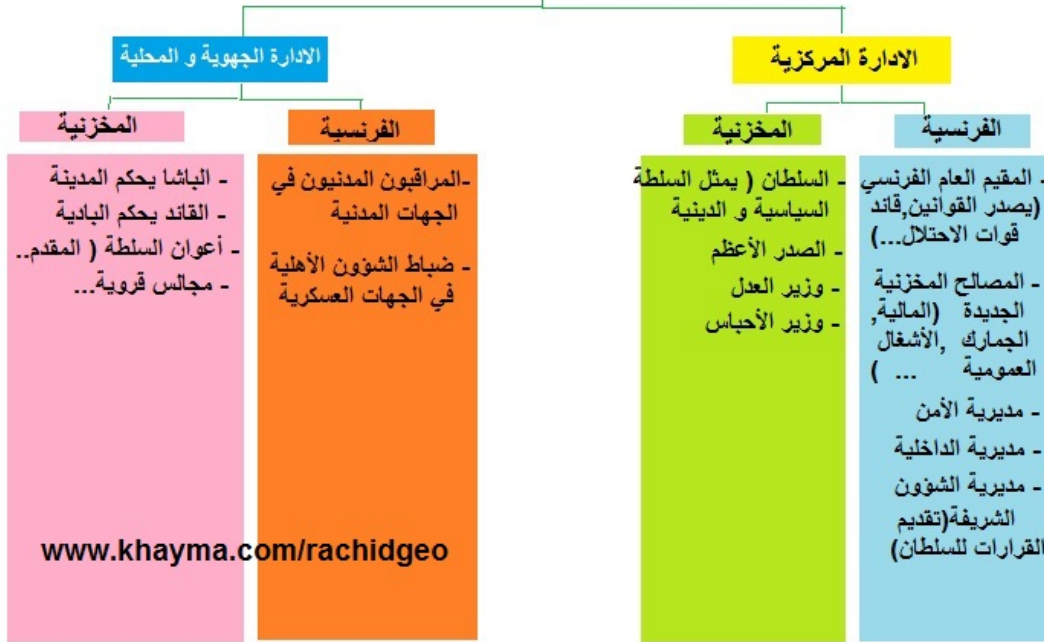 الادارة المركزية
الفرنسية
- المقيم العام الفرنسي
(يصدر القوانين,قائد
قوات الاحتلال...)
- المصالح المخزنية
الجديدة (المالية,
الجمارك ,الأشغال
العمومية ... )
- مديرية الأمن
- مديرية الداخلية
- مديرية الشؤون
الشريفة(تقديم
القرارات للسلطان)
المخزنية
- السلطان ( يمثل السلطة
السياسية و الدينية
- الصدر الأعظم
- وزير العدل
- وزير الأحباس
الادارة الجهوية و المحلية
الفرنسية
-المراقبون المدنيون في
الجهات المدنية
- ضباط الشؤون الأهلية
في الجهات العسكرية
المخزنية
- الباشا يحكم المدينة
- القائد يحكم البادية
- أعوان السلطة ( المقدم..
- مجالس قروية...
www.khayma.com/rachidgeo